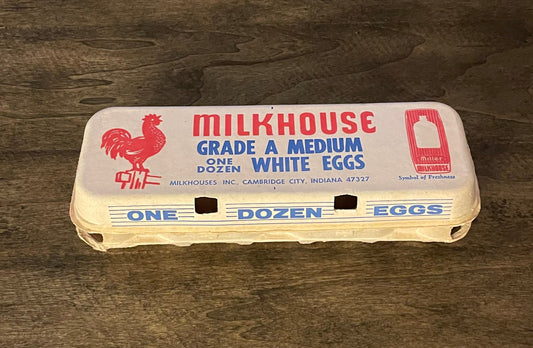 MILKHOUSE
GRADE A MEDIUM
ONE DOZEN WHITE EGGS
MILKHOUSES INC., CAMBRIDGE CITY, INDIANA 47327
Miller
MILKHOUSE
Symbol of Freshness
ONE DOZEN EGGS